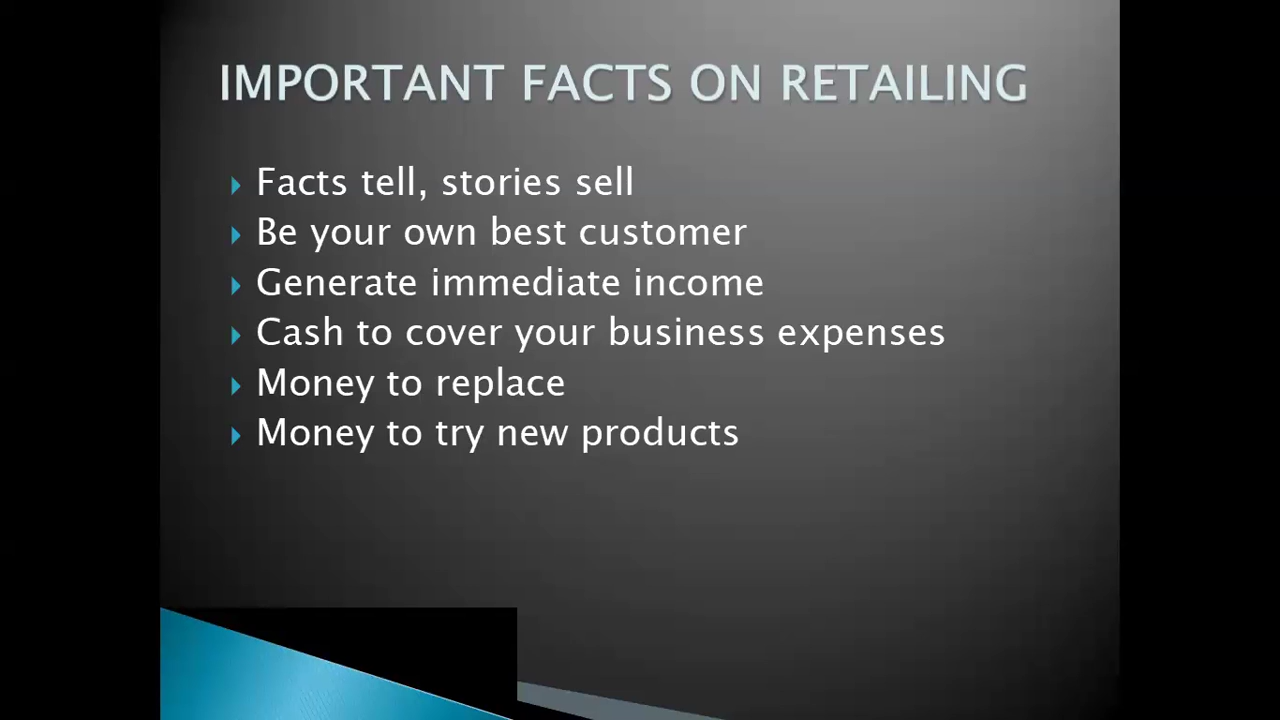 IMPORTANT FACTS ON RETAILING
Facts tell, stories sell
Be your own best customer
Generate immediate income
Cash to cover your business expenses
Money to replace
Money to try new products